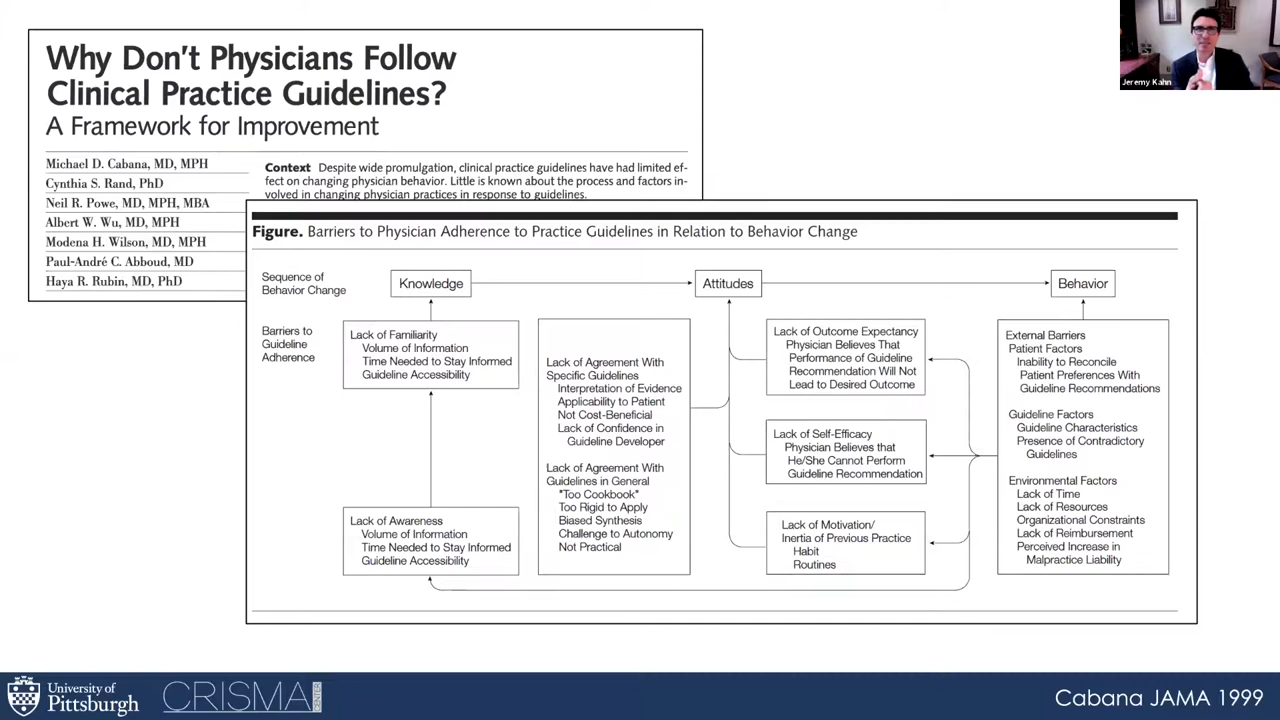 Why Don't Physicians Follow
Clinical Practice Guidelines?
A Framework for Improvement
Michael D. Cabana, MD, MPH
Cynthia S. Rand, PhD
Neil R. Powe, MD, MPH, MBA
Albert W. Wu, MD, MPH
Modena H. Wilson, MD, MPH
Paul-André C. Abboud, MD
Haya R. Rubin, MD, PhD
Context Despite wide promulgation, clinical practice guidelines have had limited ef-
fect on changing physician behavior. Little is known about the process and factors in-
volved in changing physician practices in response to guidelines.
Jeremy Kahn
Figure. Barriers to Physician Adherence to Practice Guidelines in Relation to Behavior Change
Sequence of
Behavior Change
Knowledge
Attitudes
Behavior
Barriers to
Guideline
Adherence
Lack of Familiarity
Volume of Information
Time Needed to Stay Informed
Guideline Accessibility
Lack of Awareness
Volume of Information
Time Needed to Stay Informed
Guideline Accessibility
Lack of Agreement With
Specific Guidelines
Interpretation of Evidence
Applicability to Patient
Not Cost-Beneficial
Lack of Confidence in
Guideline Developer
Lack of Agreement With
Guidelines in General
"Too Cookbook"
Too Rigid to Apply
Biased Synthesis
Challenge to Autonomy
Not Practical
Lack of Outcome Expectancy
Physician Believes That
Performance of Guideline
Recommendation Will Not
Lead to Desired Outcome
Lack of Self-Efficacy
Physician Believes that
He/She Cannot Perform
Guideline Recommendation
Lack of Motivation/
Inertia of Previous Practice
Habit
Routines
External Barriers
Patient Factors
Inability to Reconcile
Patient Preferences With
Guideline Recommendations
Guideline Factors
Guideline Characteristics
Presence of Contradictory
Guidelines
Environmental Factors
Lack of Time
Lack of Resources
Organizational Constraints
Lack of Reimbursement
Perceived Increase in
Malpractice Liability
University of
Pittsburgh
CRISMA
CENTER
Cabana JAMA 1999